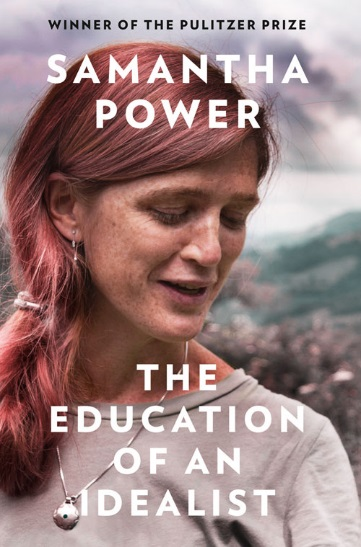 WINNER OF THE PULITZER PRIZE
SAMANTHA
POWER
THE
EDUCATION
OF AN
IDEALIST